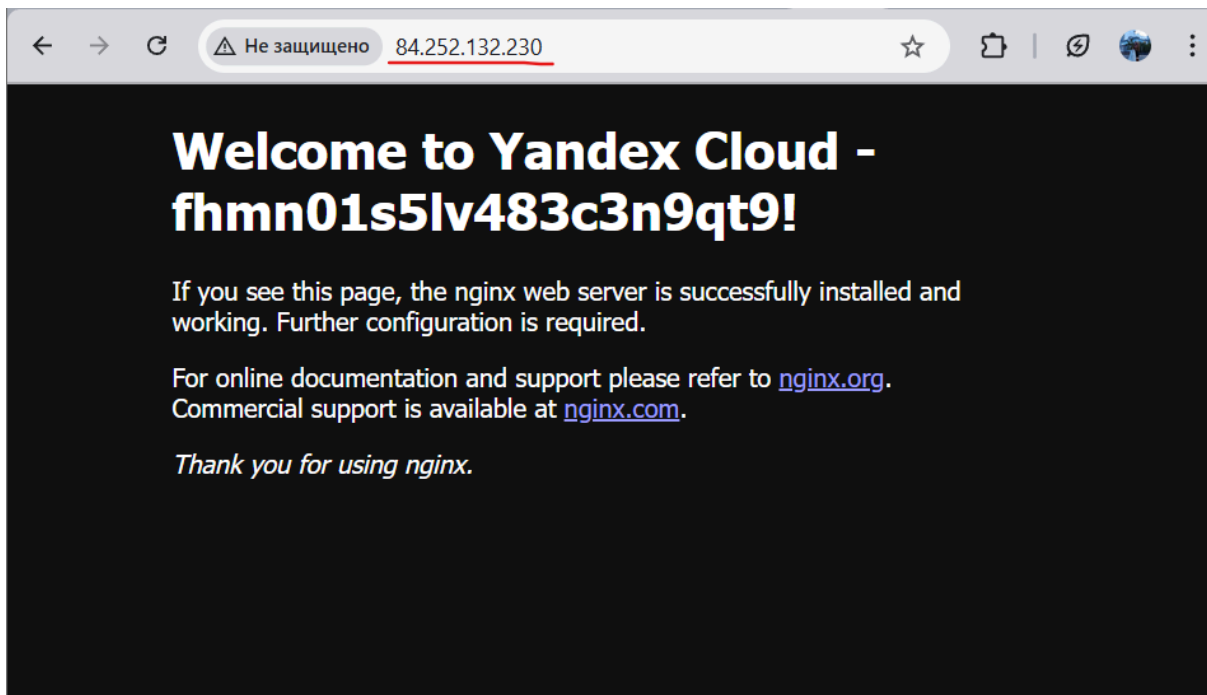 Не защищено 84.252.132.230
Welcome to Yandex Cloud -
fhmn01s5lv483c3n9qt9!
If you see this page, the nginx web server is successfully installed and
working. Further configuration is required.
For online documentation and support please refer to nginx.org.
Commercial support is available at nginx.com.
Thank you for using nginx.